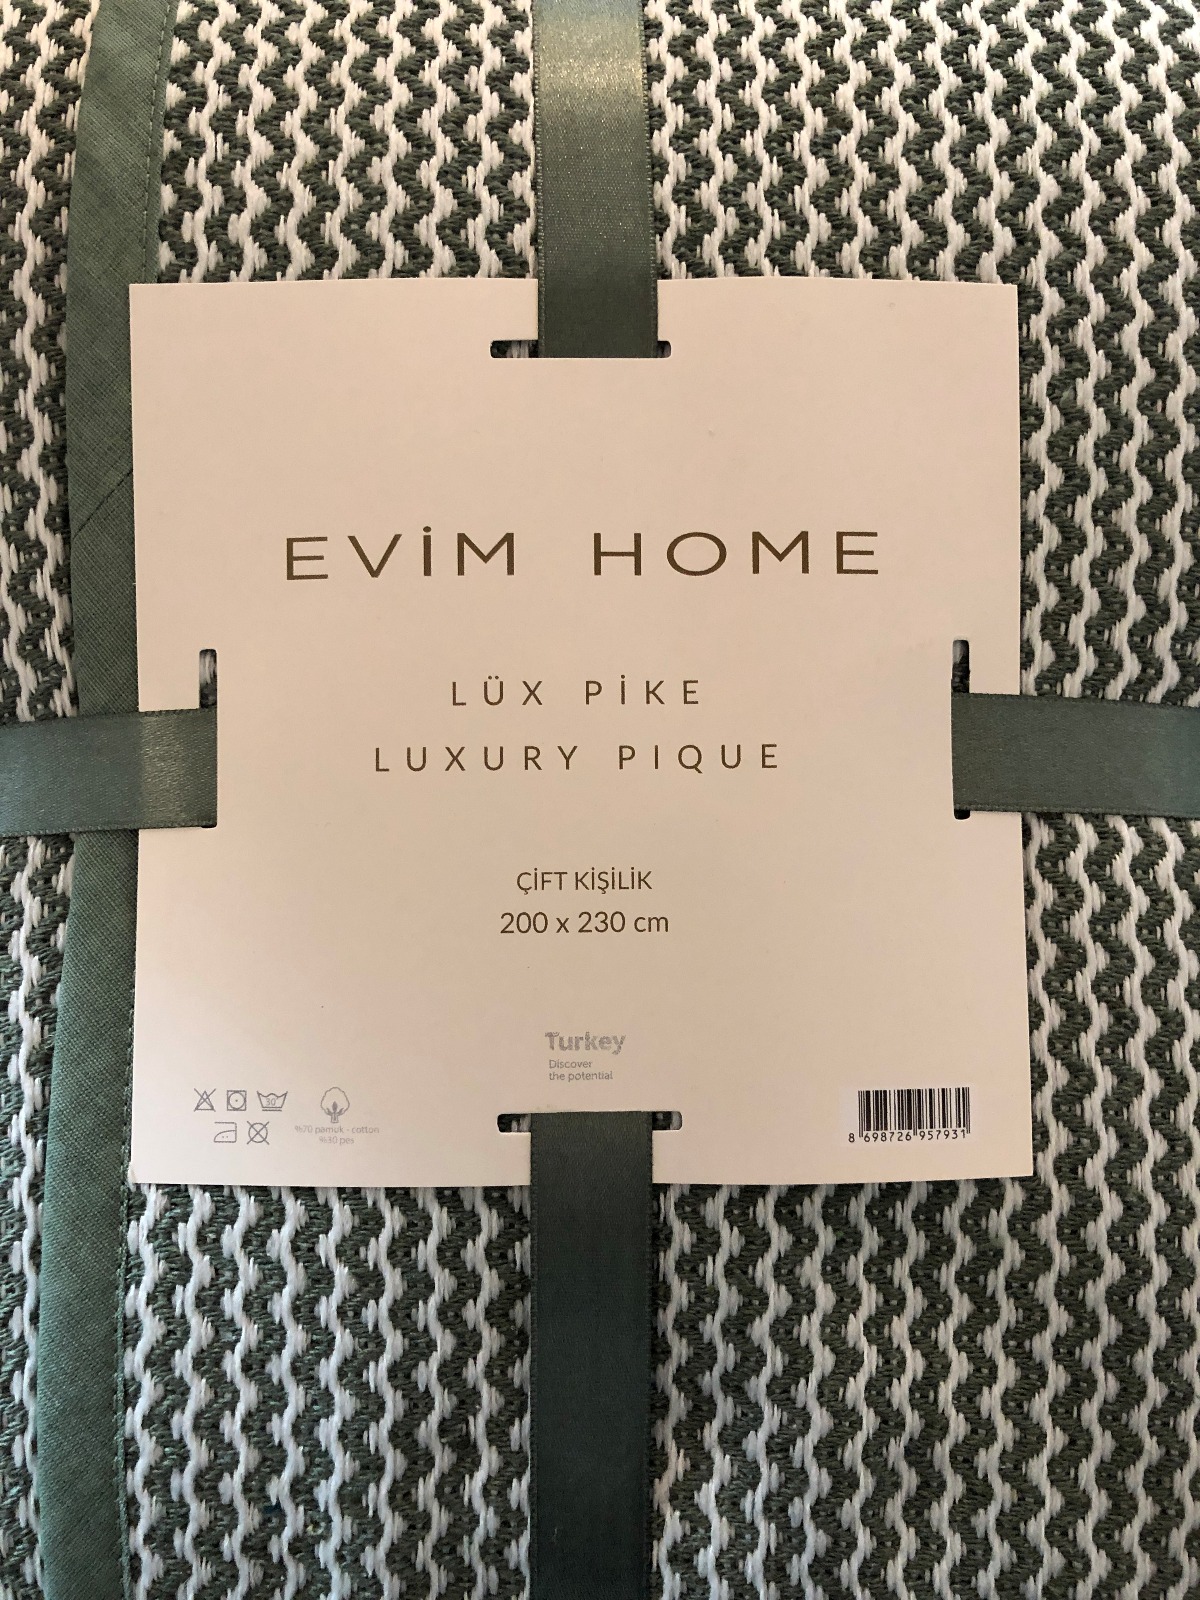 EVİM HOME
LÜX PİKE
LUXURY PIQUE
ÇİFT KİŞİLİK
200 x 230 cm
Turkey
Discover
the potential
30°
%70 pamuk - cotton
%30 pes
8 698726 957931